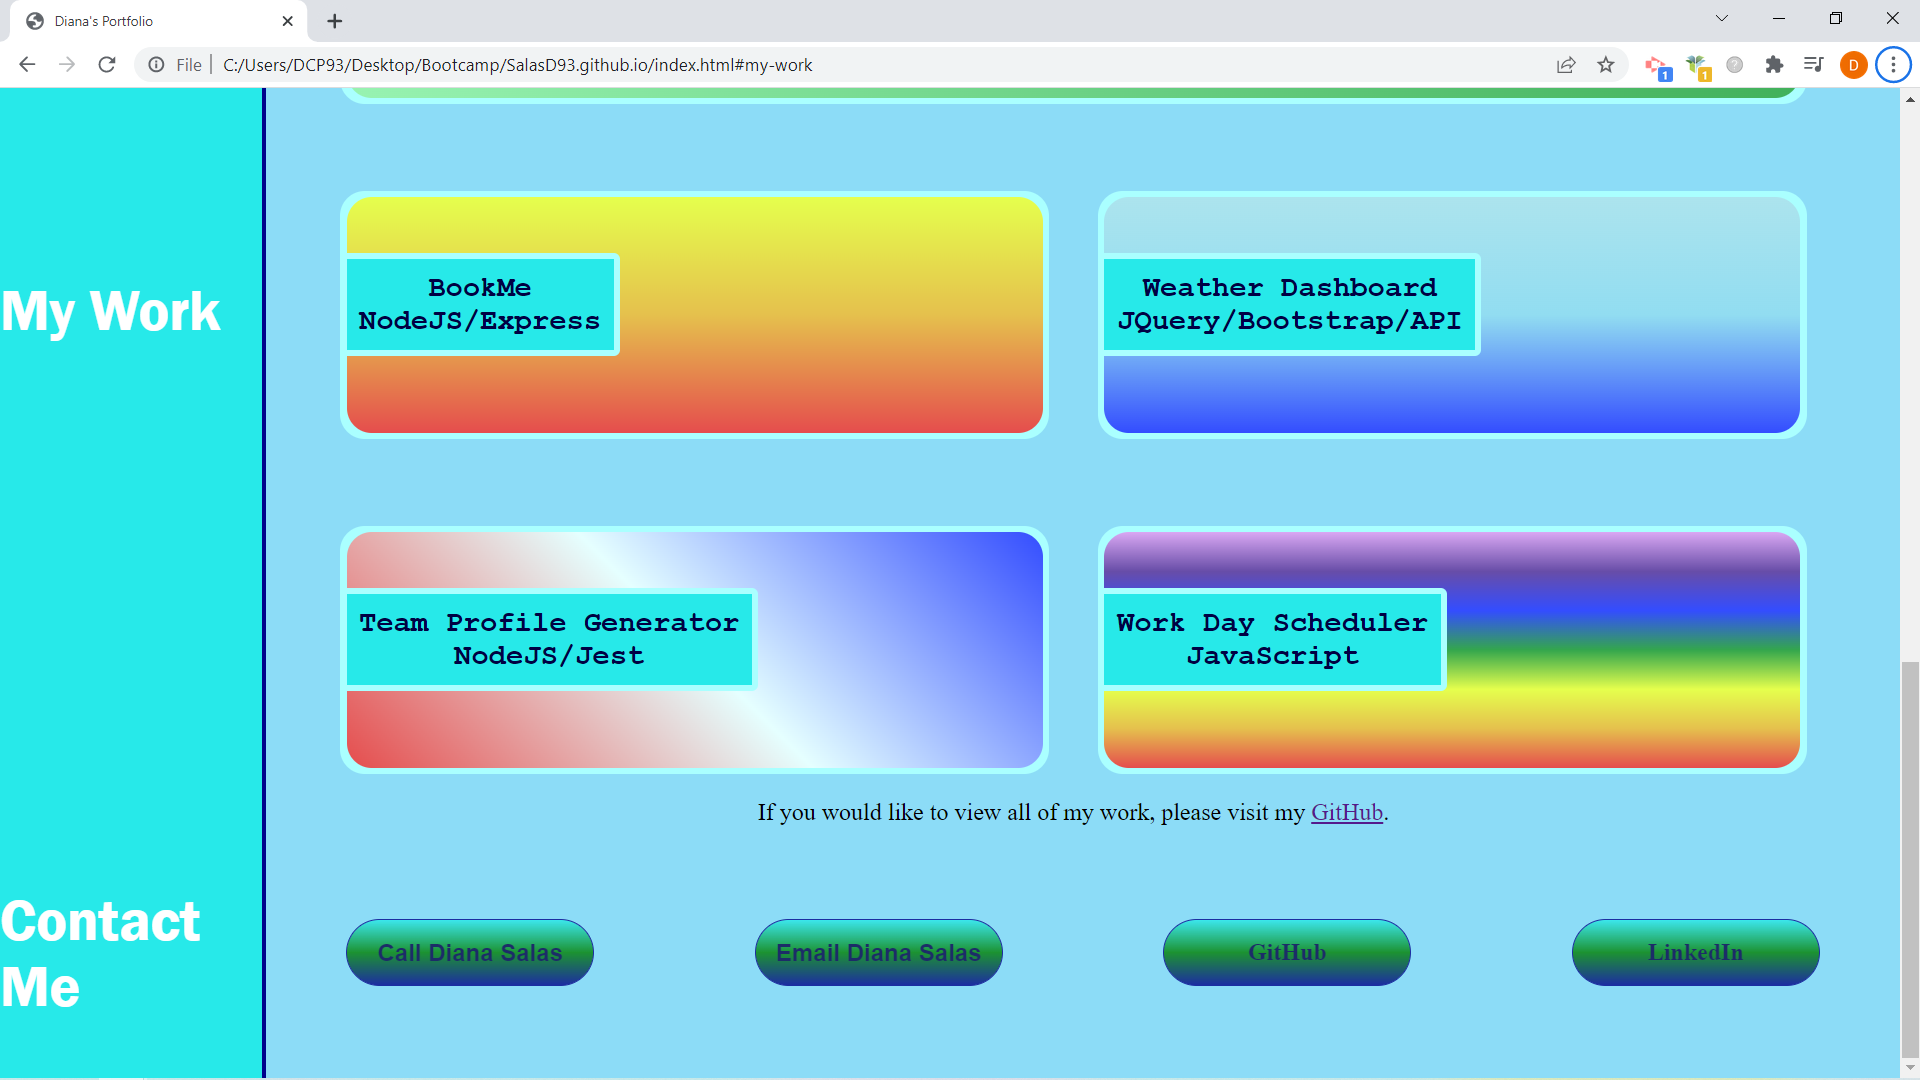 Diana's Portfolio
File
C:/Users/DCP93/Desktop/Bootcamp/SalasD93.github.io/index.html#my-work
1
1
D
My Work
BookMe
NodeJS/Express
Weather Dashboard
JQuery/Bootstrap/API
Team Profile Generator
NodeJS/Jest
Work Day Scheduler
JavaScript
If you would like to view all of my work, please visit my GitHub.
Contact
Me
Call Diana Salas
Email Diana Salas
GitHub
LinkedIn